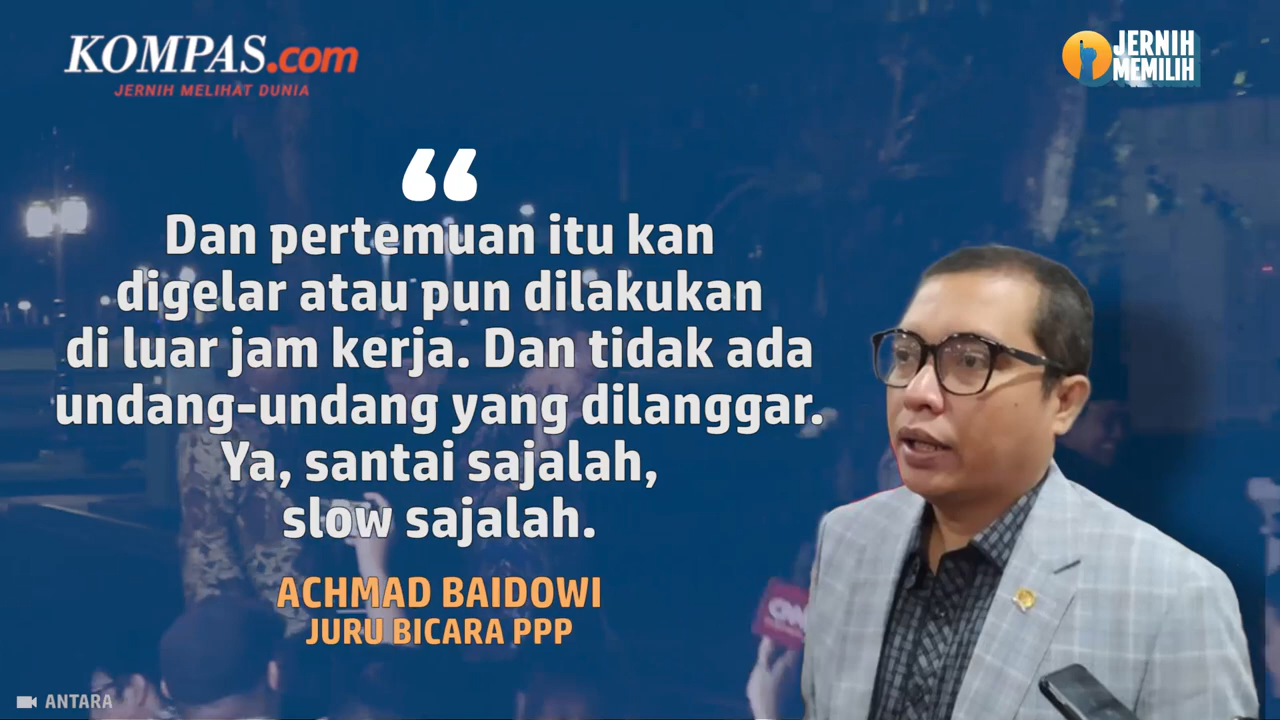 KOMPAS.com
JERNIH MELIHAT DUNIA
JERNIH
MEMILIH
“
Dan pertemuan itu kan
digelar atau pun dilakukan
di luar jam kerja. Dan tidak ada
undang-undang yang dilanggar.
Ya, santai sajalah,
slow sajalah.
ACHMAD BAIDOWI
JURU BICARA PPP
ANTARA